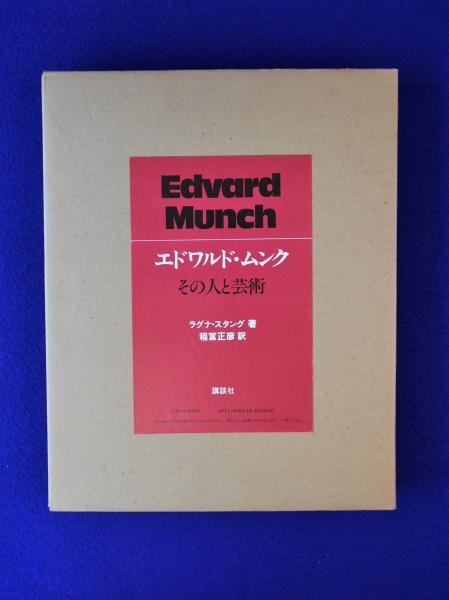 Edvard
Munch
エドワルド・ムンク
その人と芸術
ラグナ・スタング 著
稲富正彦 訳
講談社